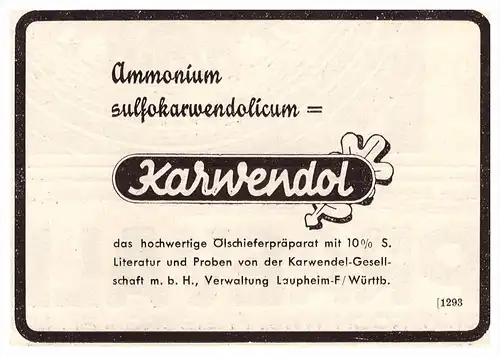 Ammonium
sulfokarwendolicum =
Karwendol
das hochwertige Ölschieferpräparat mit 10% S.
Literatur und Proben von der Karwendel-Gesell-
schaft m. b. H., Verwaltung Laupheim-F/Württb.
[1293